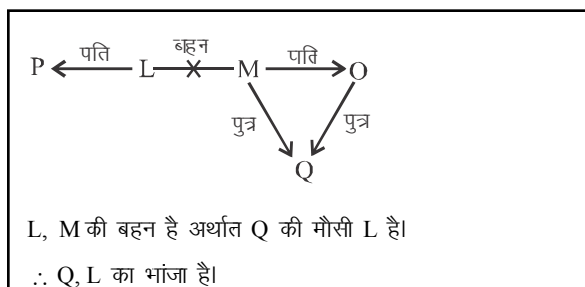 बहन
पति पति
P L M O
पुत्र पुत्र
Q
L, M की बहन है अर्थात Q की मौसी L है।
∴ Q, L का भांजा है।